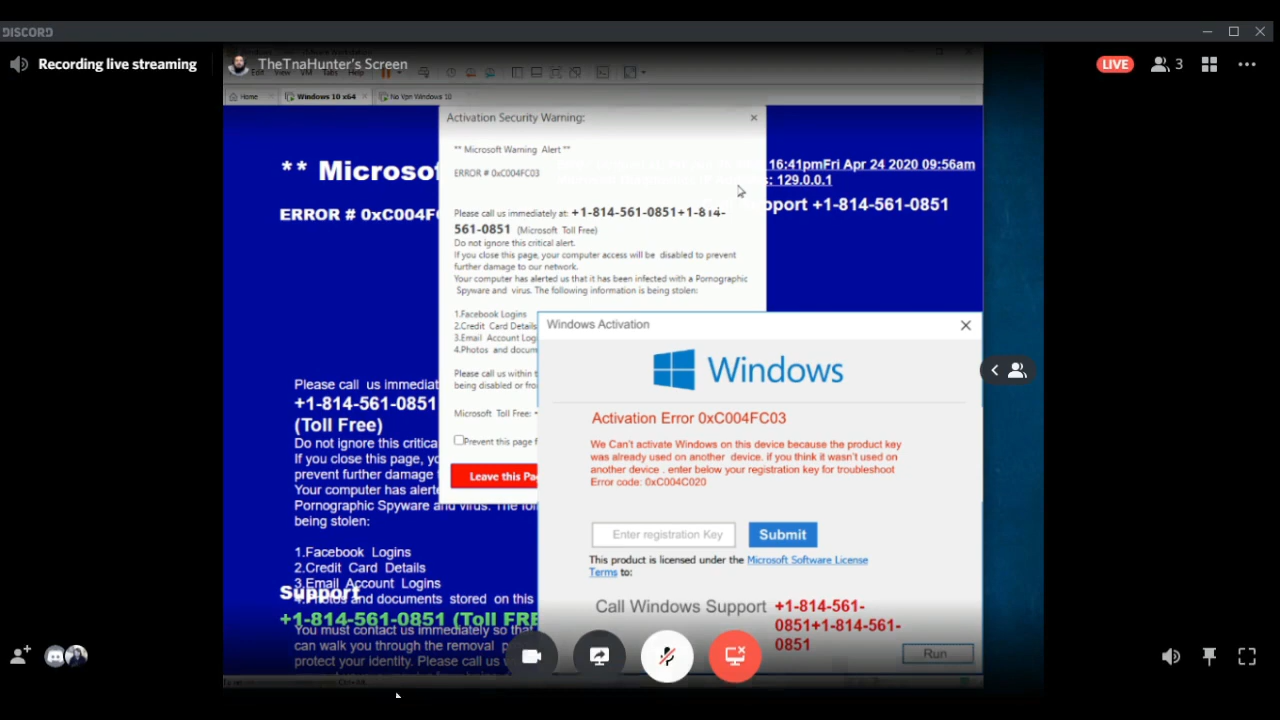 DISCORD
Recording live streaming
TheTnaHunter's Screen
LIVE
3
Edit View VM Tabs Help
Home
Windows 10 x64
No Vpn Windows 10
Activation Security Warning:
** Microsoft Warning Alert **
ERROR # 0xC004FC03
Please call us immediately at: +1-814-561-0851+1-814-
561-0851 (Microsoft Toll Free)
Do not ignore this critical alert.
If you close this page, your computer access will be disabled to prevent
further damage to our network.
Your computer has alerted us that it has been infected with a Pornographic
Spyware and virus. The following information is being stolen:
1.Facebook Logins
2.Credit Card Details
3.Email Account Logi
4.Photos and docum
Please call us within t
being disabled or fro
Microsoft Toll Free:
Prevent this page f
Leave this Pa
** Microsof
ERROR # 0xC004F
16:41pmFri Apr 24 2020 09:56am
: 129.0.0.1
pport +1-814-561-0851
Please call us immediat
+1-814-561-0851
(Toll Free)
Do not ignore this critica
If you close this page, yo
prevent further damage
Your computer has alerte
Pornographic Spyware and virus. The follo
being stolen:
1.Facebook Logins
2.Credit Card Details
3.Email Account Logins
4.Photos and documents stored on this
Support
+1-814-561-0851 (Toll FRE
You must contact us immediately so that
can walk you through the removal p
protect your identity. Please call us w
Windows Activation
Windows
Activation Error 0xC004FC03
We Can't activate Windows on this device because the product key
was already used on another device. if you think it wasn't used on
another device . enter below your registration key for troubleshoot
Error code: 0xC004C020
Enter registration Key
Submit
This product is licensed under the Microsoft Software License
Terms to:
Call Windows Support +1-814-561-
0851+1-814-561-
0851
Run